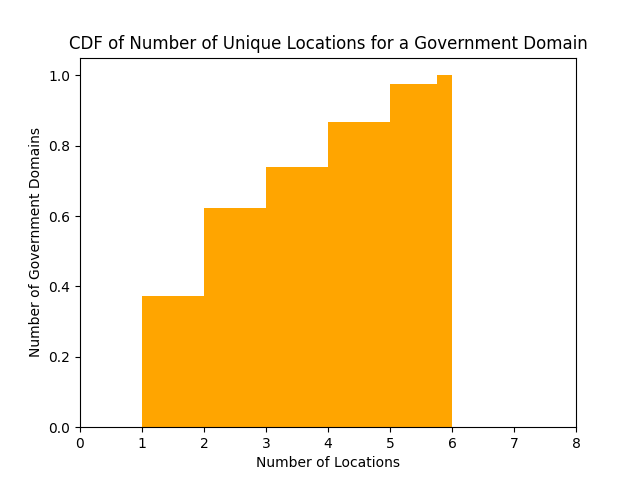 CDF of Number of Unique Locations for a Government Domain
1.0
0.8
0.6
0.4
0.2
0.0
Number of Government Domains
0 1 2 3 4 5 6 7 8
Number of Locations